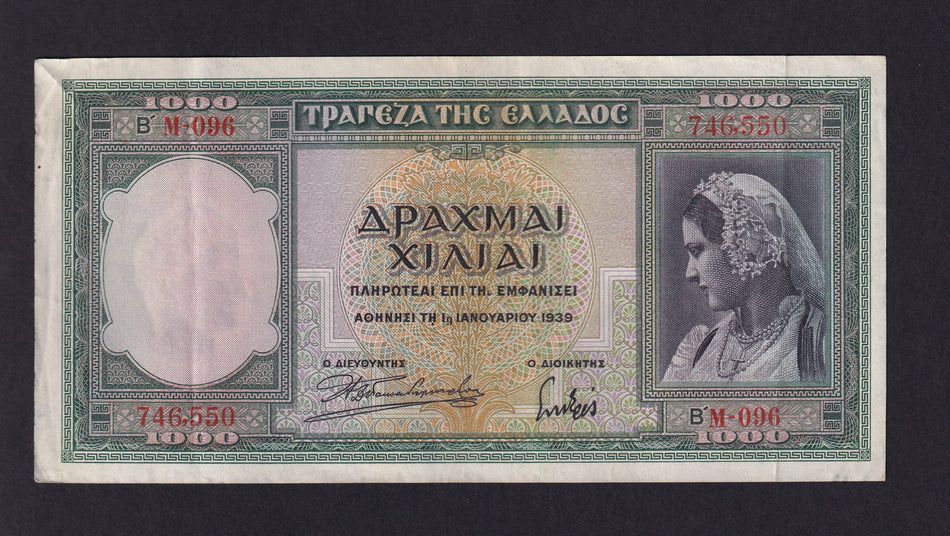 1000 1000
Β΄ Μ-096 ΤΡΑΠΕΖΑ ΤΗΣ ΕΛΛΑΔΟΣ 746,550
ΔΡΑΧΜΑΙ
ΧΙΛΙΑΙ
ΠΛΗΡΩΤΕΑΙ ΕΠΙ ΤΗι ΕΜΦΑΝΙΣΕΙ
ΑΘΗΝΗΣΙ ΤΗ 1η ΙΑΝΟΥΑΡΙΟΥ 1939
Ο ΔΙΕΥΘΥΝΤΗΣ Ο ΔΙΟΙΚΗΤΗΣ
746,550 Β΄ Μ-096
1000 1000